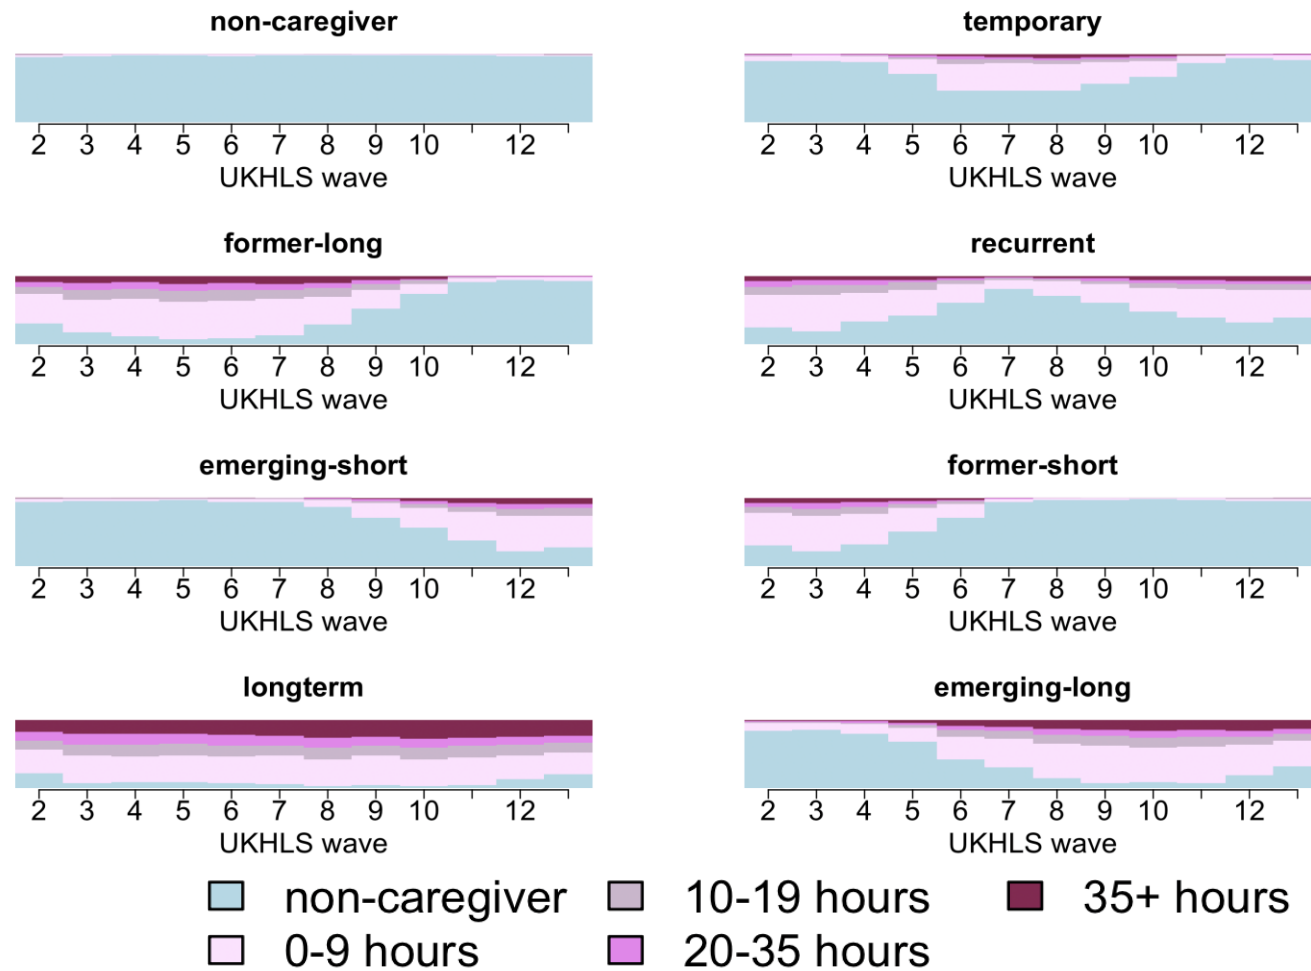 non-caregiver
temporary
2 3 4 5 6 7 8 9 10 12
2 3 4 5 6 7 8 9 10 12
UKHLS wave
UKHLS wave
former-long
recurrent
2 3 4 5 6 7 8 9 10 12
2 3 4 5 6 7 8 9 10 12
UKHLS wave
UKHLS wave
emerging-short
former-short
2 3 4 5 6 7 8 9 10 12
2 3 4 5 6 7 8 9 10 12
UKHLS wave
UKHLS wave
longterm
emerging-long
2 3 4 5 6 7 8 9 10 12
2 3 4 5 6 7 8 9 10 12
UKHLS wave
UKHLS wave
non-caregiver
0-9 hours
10-19 hours
20-35 hours
35+ hours